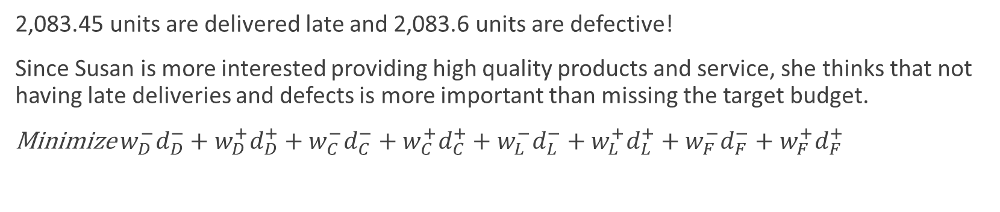 2,083.45 units are delivered late and 2,083.6 units are defective!
Since Susan is more interested providing high quality products and service, she thinks that not
having late deliveries and defects is more important than missing the target budget.
Minimize w_D^- d_D^- + w_D^+ d_D^+ + w_C^- d_C^- + w_C^+ d_C^+ + w_L^- d_L^- + w_L^+ d_L^+ + w_F^- d_F^- + w_F^+ d_F^+